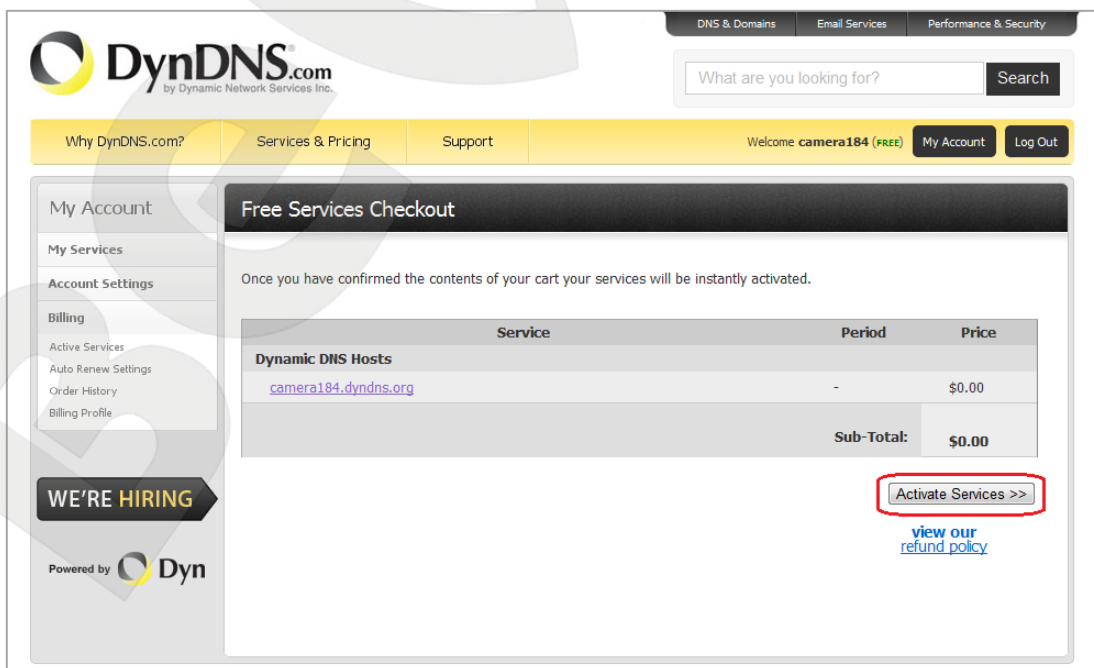 DNS & Domains Email Services Performance & Security
DynDNS.com
by Dynamic Network Services Inc.
What are you looking for? Search
Why DynDNS.com? Services & Pricing Support Welcome camera184 (FREE) My Account Log Out
My Account
My Services
Account Settings
Billing
Active Services
Auto Renew Settings
Order History
Billing Profile
WE'RE HIRING
Powered by Dyn
Free Services Checkout
Once you have confirmed the contents of your cart your services will be instantly activated.
Service Period Price
Dynamic DNS Hosts
camera184.dyndns.org - $0.00
Sub-Total: $0.00
Activate Services >>
view our
refund policy